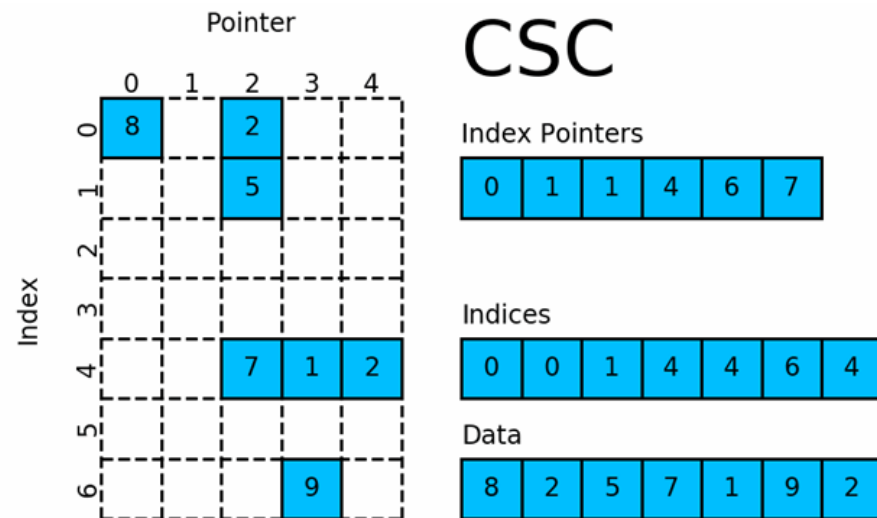 Pointer
CSC
0 1 2 3 4
0 8 2
Index Pointers
1 5
0 1 1 4 6 7
2
Index
3
Indices
4 7 1 2
0 0 1 4 4 6 4
5
Data
6 9
8 2 5 7 1 9 2